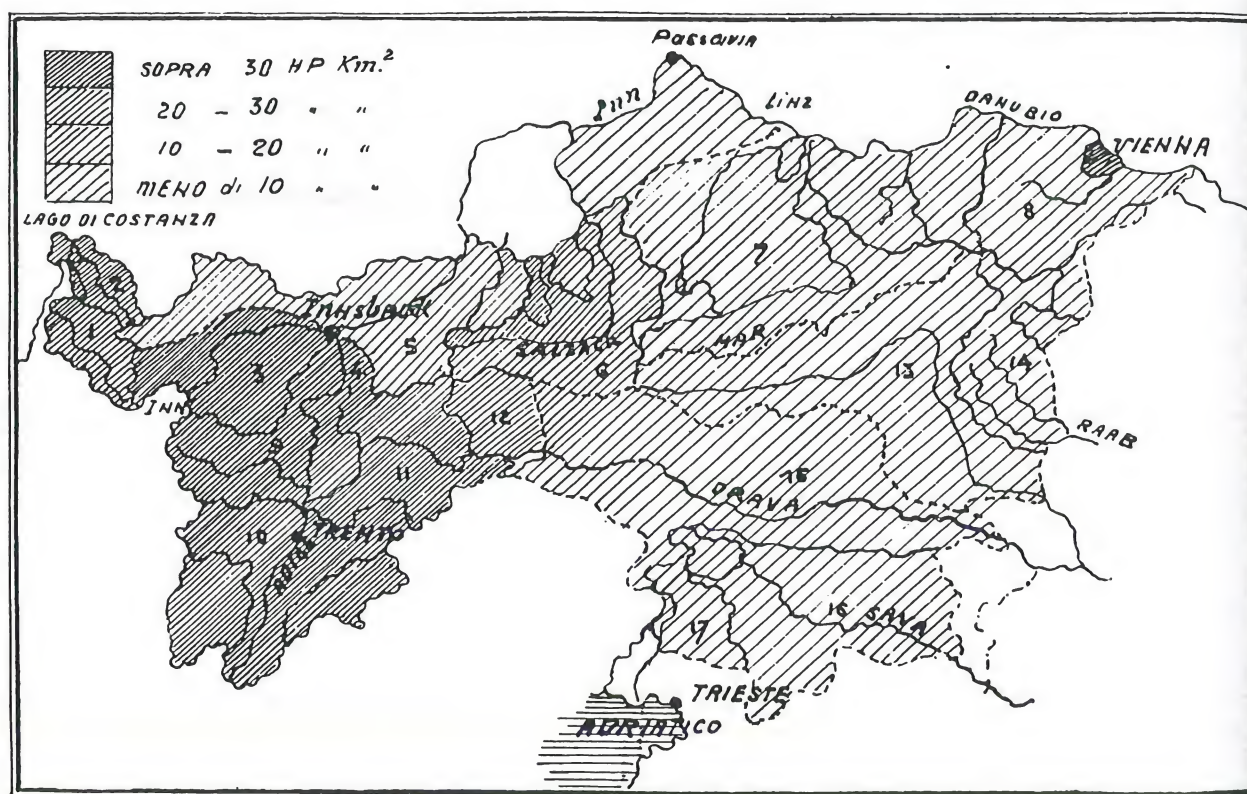 SOPRA 30 HP Km.²
20 – 30 " "
10 – 20 " "
MENO di 10 " "
Passavia
Inn
Linz
DANUBIO
VIENNA
LAGO DI COSTANZA
8
7
2
1
INNSBRUCK
5
SALZACH
MAR
3
4
6
13
14
INN
12
RAAB
9
11
15
DRAVA
10
TRENTO
ADIGE
16 SAVA
17
TRIESTE
ADRIATICO